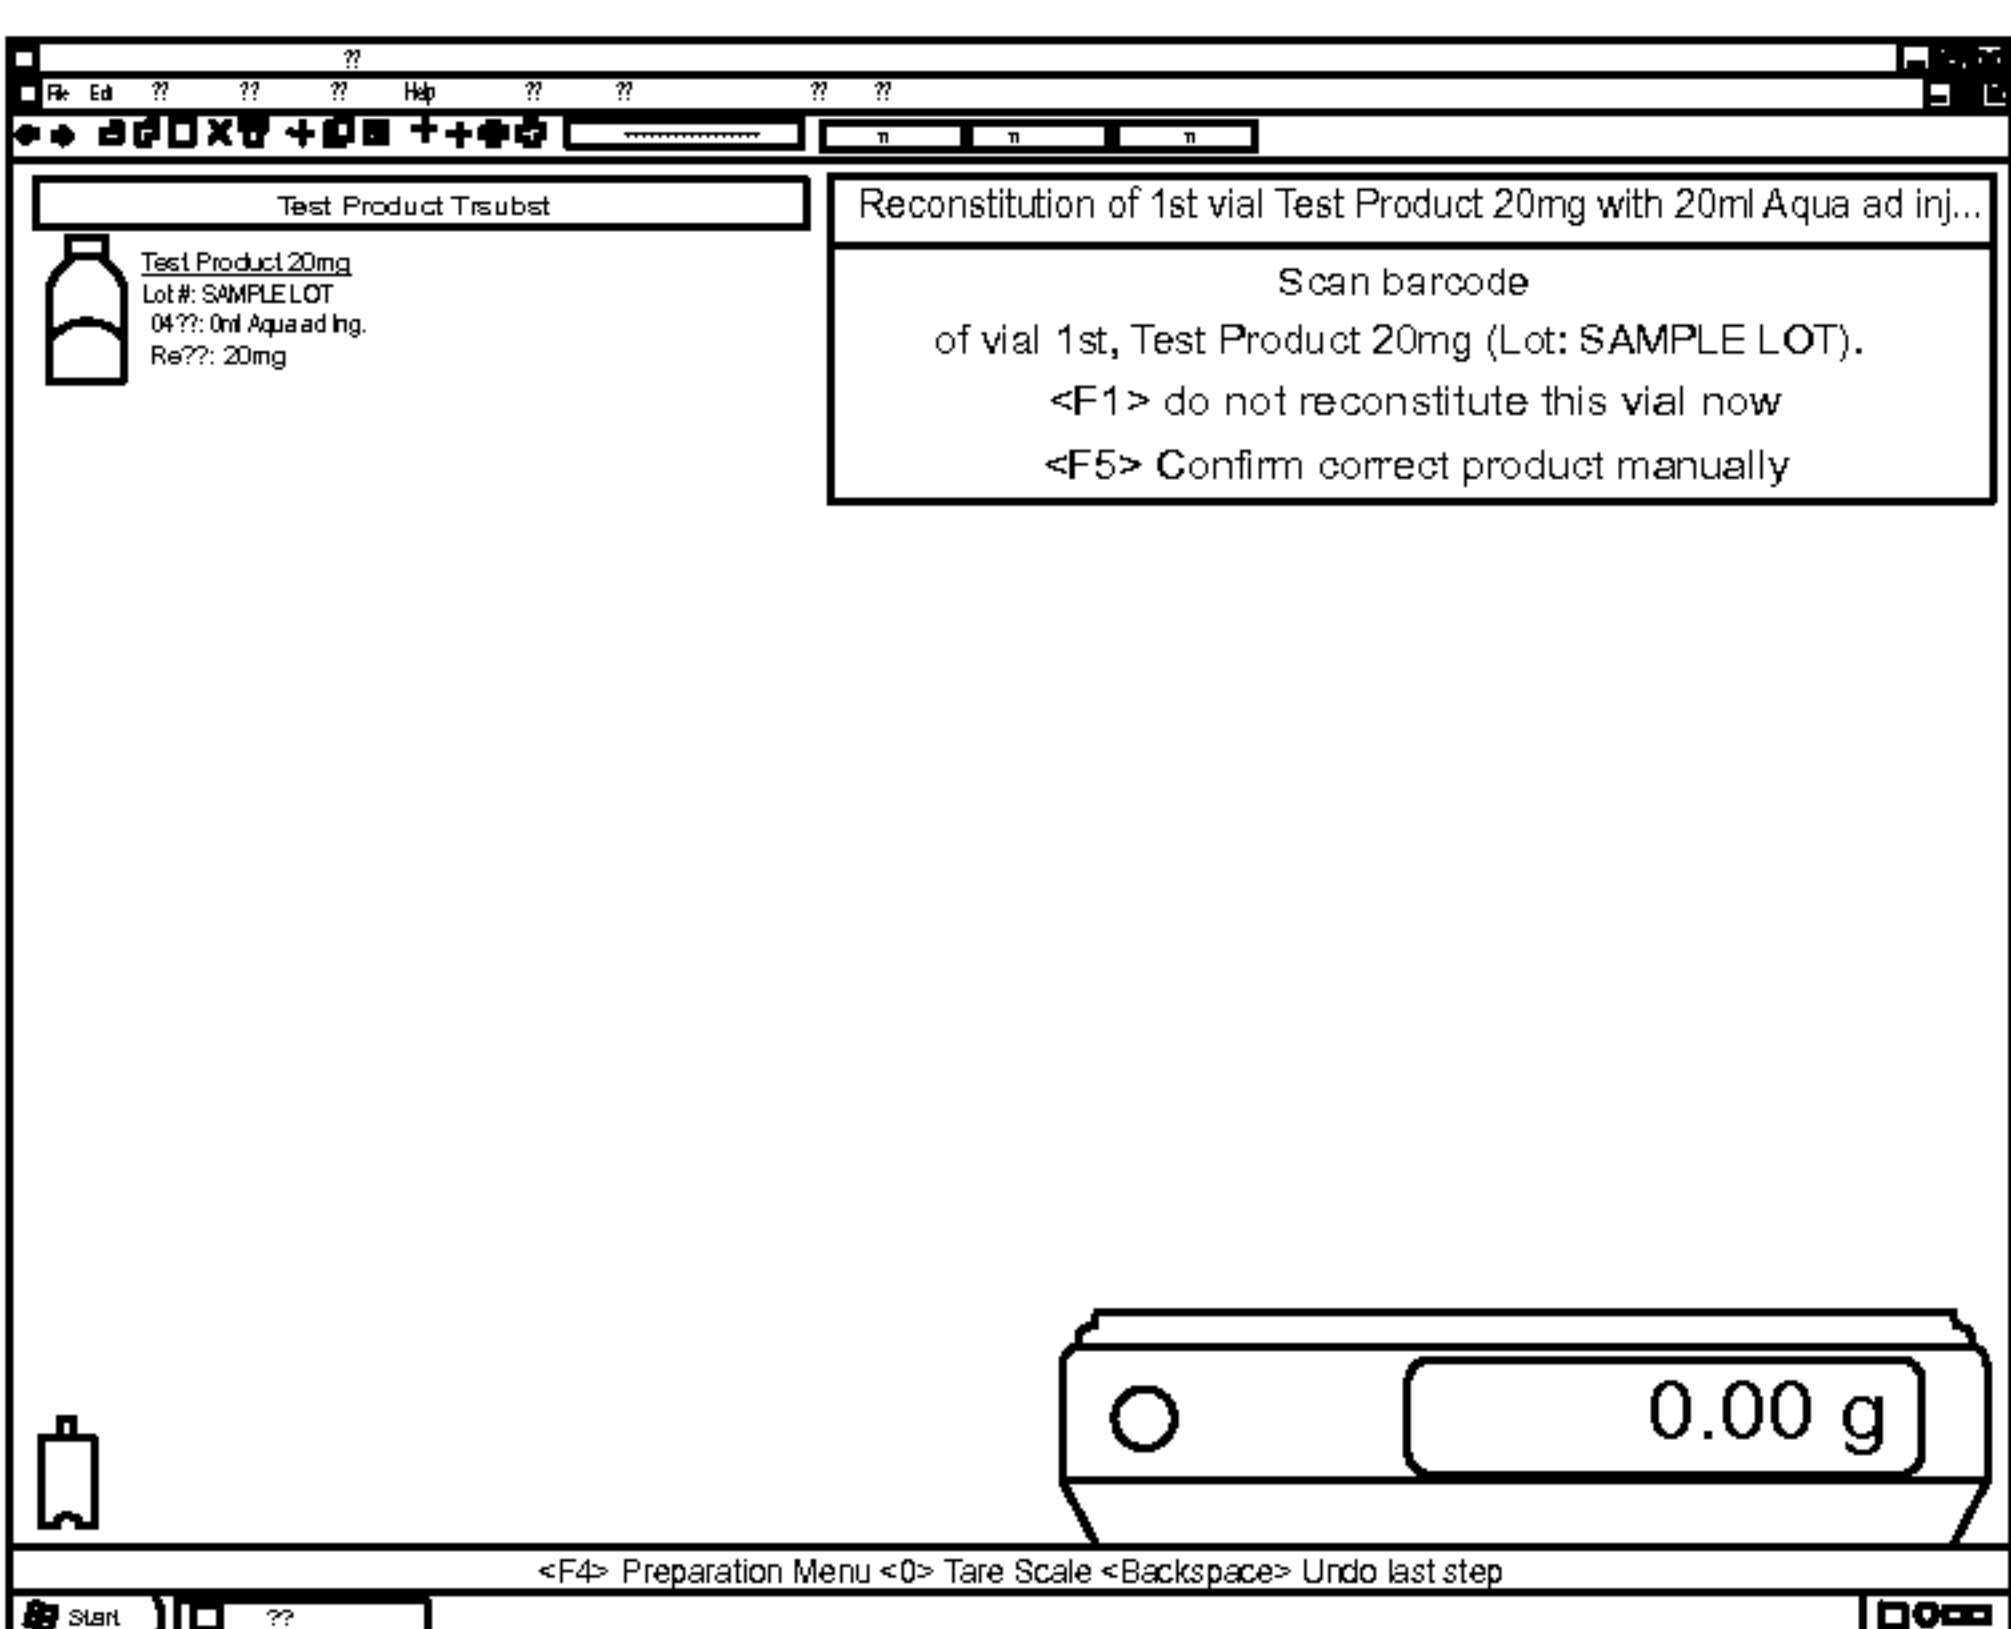 ??
File Edit ?? ?? ?? Help ?? ?? ?? ??
Test Product Trsubst
Test Product 20mg
Lot #: SAMPLE LOT
04??: 0ml Aqua ad Ing.
Re??: 20mg
Reconstitution of 1st vial Test Product 20mg with 20ml Aqua ad inj...
Scan barcode
of vial 1st, Test Product 20mg (Lot: SAMPLE LOT).
<F1> do not reconstitute this vial now
<F5> Confirm correct product manually
0.00 g
<F4> Preparation Menu <0> Tare Scale <Backspace> Undo last step
Start ??